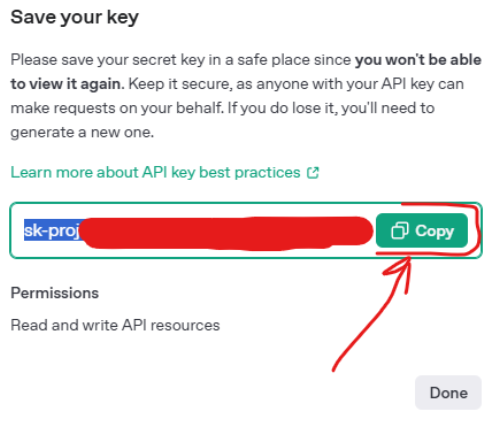 Save your key
Please save your secret key in a safe place since you won't be able
to view it again. Keep it secure, as anyone with your API key can
make requests on your behalf. If you do lose it, you'll need to
generate a new one.
Learn more about API key best practices
sk-proj
Copy
Permissions
Read and write API resources
Done